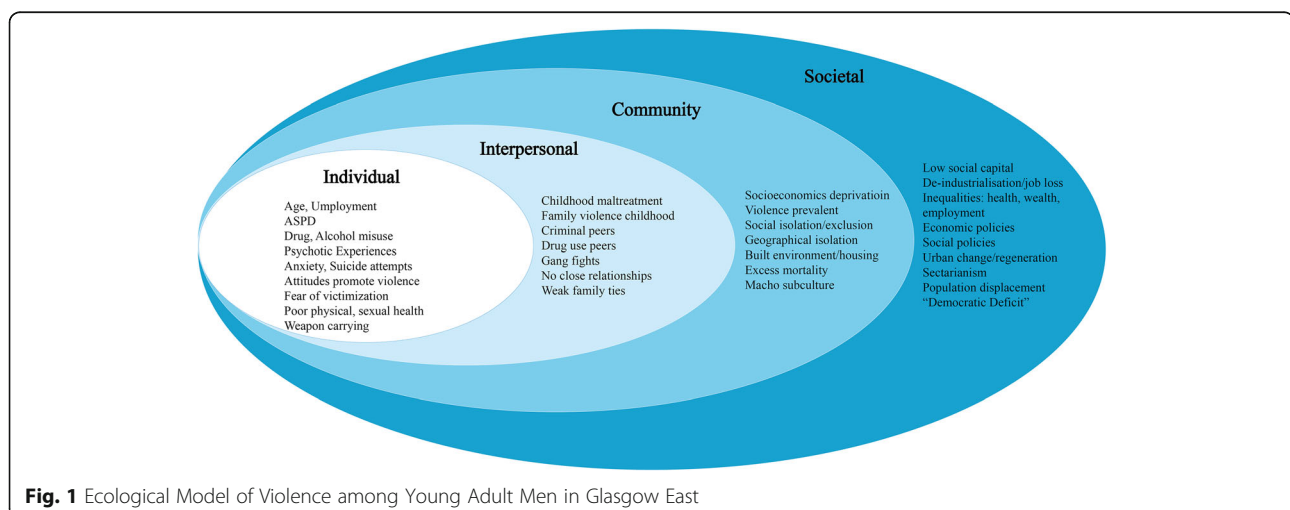 Societal
Community
Interpersonal
Individual
Age, Umployment
ASPD
Drug, Alcohol misuse
Psychotic Experiences
Anxiety, Suicide attempts
Attitudes promote violence
Fear of victimization
Poor physical, sexual health
Weapon carrying
Childhood maltreatment
Family violence childhood
Criminal peers
Drug use peers
Gang fights
No close relationships
Weak family ties
Socioeconomics deprivatioin
Violence prevalent
Social isolation/exclusion
Geographical isolation
Built environment/housing
Excess mortality
Macho subculture
Low social capital
De-industrialisation/job loss
Inequalities: health, wealth,
employment
Economic policies
Social policies
Urban change/regeneration
Sectarianism
Population displacement
“Democratic Deficit”
Fig. 1 Ecological Model of Violence among Young Adult Men in Glasgow East